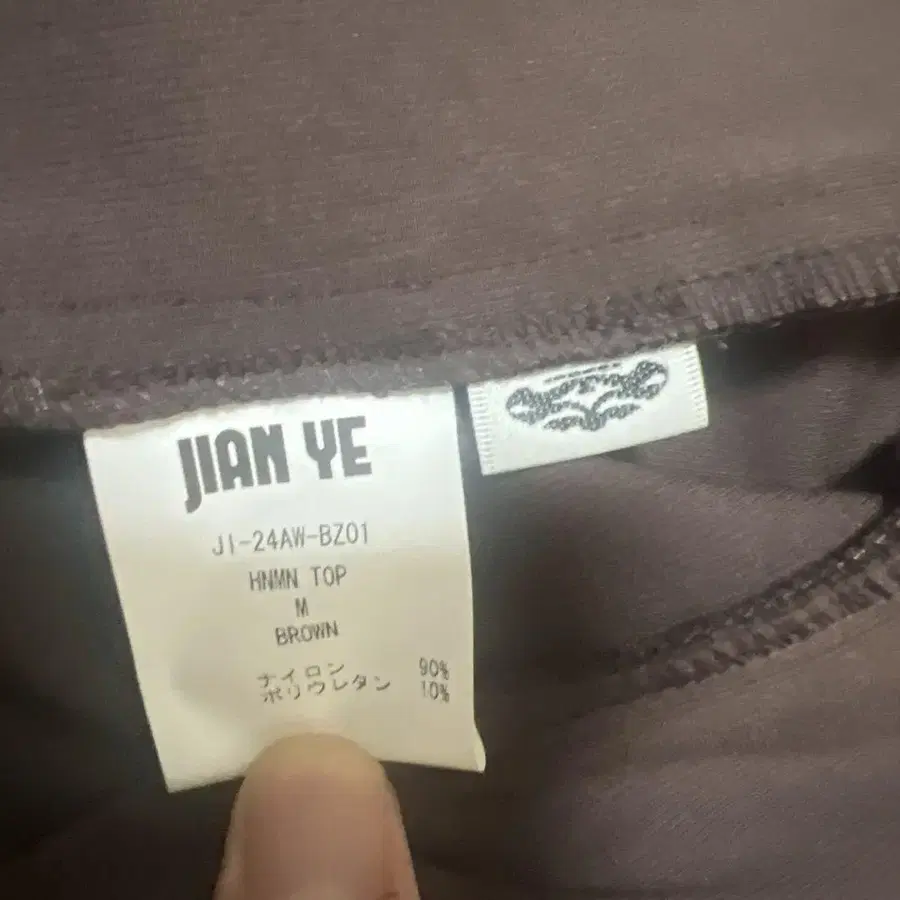 JIAN YE
JI-24AW-BZ01
HNMN TOP
M
BROWN
ナイロン 90%
ポリウレタン 10%